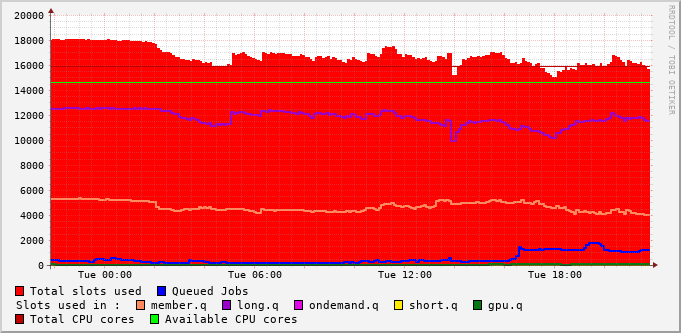 20000
18000
16000
14000
12000
10000
8000
6000
4000
2000
0
Tue 00:00 Tue 06:00 Tue 12:00 Tue 18:00
Total slots used Queued Jobs
Slots used in : member.q long.q ondemand.q short.q gpu.q
Total CPU cores Available CPU cores
RRDTOOL / TOBI OETIKER